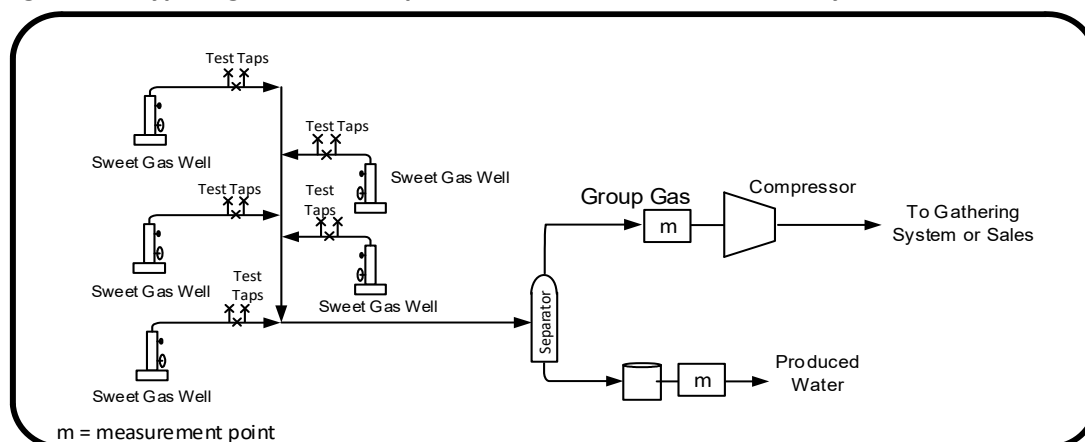 Test Taps
Sweet Gas Well
Test Taps
Sweet Gas Well
Test Taps
Sweet Gas Well
Test
Taps
Sweet Gas Well
Test
Taps
Sweet Gas Well
Separator
Group Gas
m
Compressor
To Gathering
System or Sales
m
Produced
Water
m = measurement point